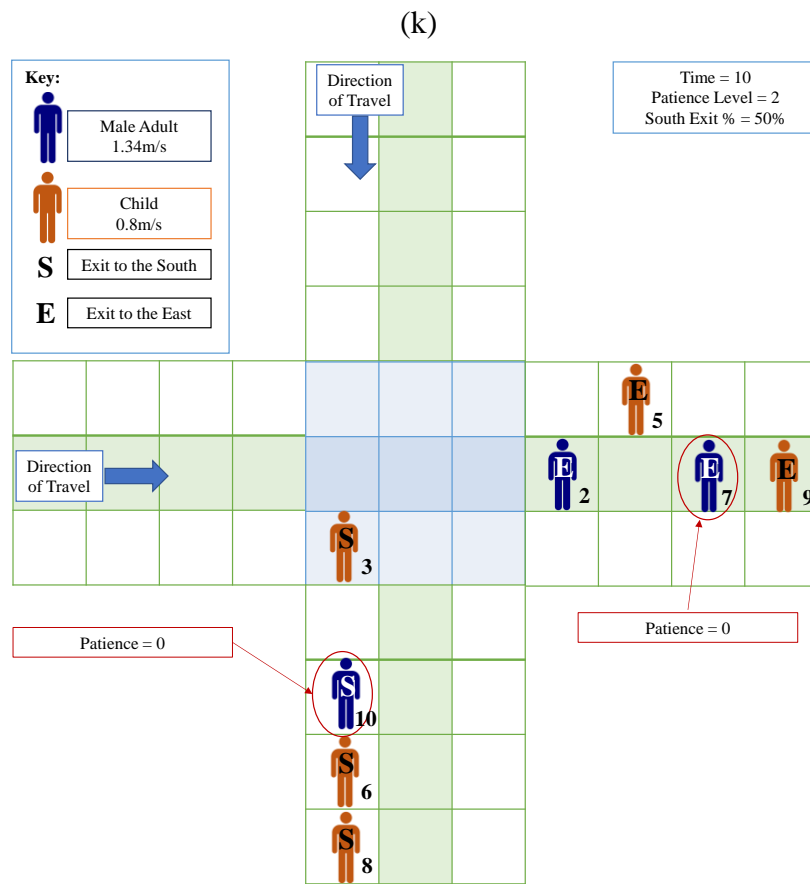 (k)
Key:
Male Adult
1.34m/s
Child
0.8m/s
S
Exit to the South
E
Exit to the East
Direction
of Travel
Time = 10
Patience Level = 2
South Exit % = 50%
E
5
Direction
of Travel
E
2
E
7
E
9
S
3
Patience = 0
Patience = 0
S
10
S
6
S
8